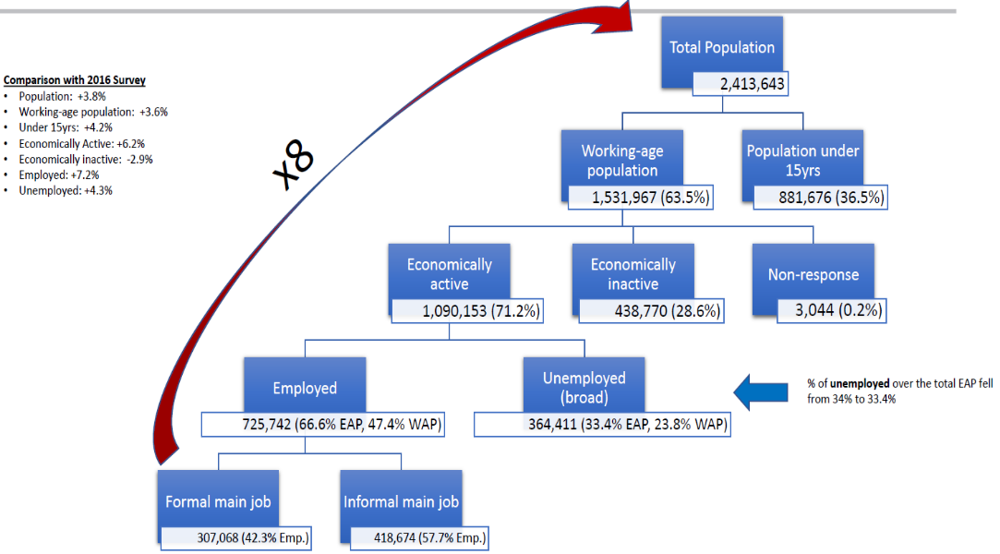 Comparison with 2016 Survey
• Population: +3.8%
• Working-age population: +3.6%
• Under 15yrs: +4.2%
• Economically Active: +6.2%
• Economically inactive: -2.9%
• Employed: +7.2%
• Unemployed: +4.3%
x8
Total Population
2,413,643
Working-age
population
1,531,967 (63.5%)
Population under
15yrs
881,676 (36.5%)
Economically
active
1,090,153 (71.2%)
Economically
inactive
438,770 (28.6%)
Non-response
3,044 (0.2%)
Employed
725,742 (66.6% EAP, 47.4% WAP)
Unemployed
(broad)
364,411 (33.4% EAP, 23.8% WAP)
% of unemployed over the total EAP fell
from 34% to 33.4%
Formal main job
307,068 (42.3% Emp.)
Informal main job
418,674 (57.7% Emp.)